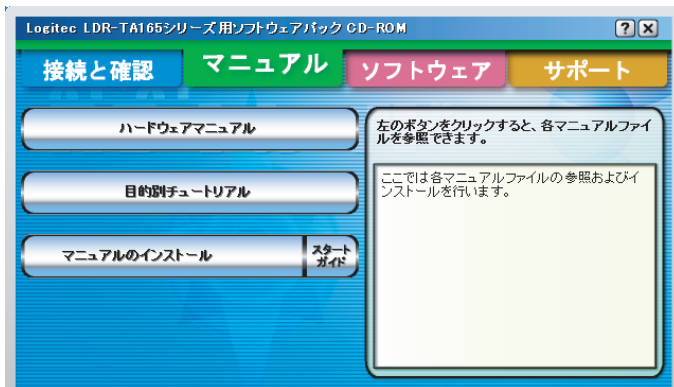 Logitec LDR-TA165シリーズ用ソフトウェアパック CD-ROM
接続と確認
マニュアル
ソフトウェア
サポート
ハードウェアマニュアル
目的別チュートリアル
マニュアルのインストール
スタート
ガイド
左のボタンをクリックすると、各マニュアルファイ
ルを参照できます。
ここでは各マニュアルファイルの参照およびイ
ンストールを行います。